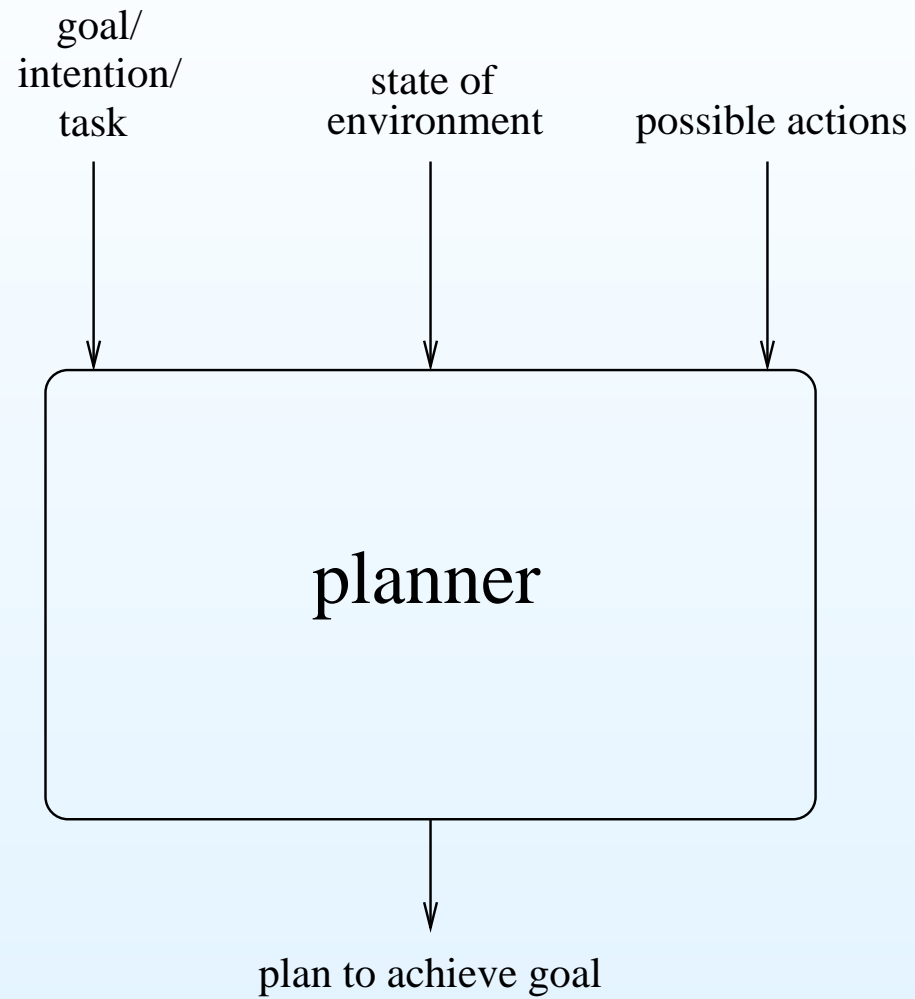 goal/
intention/
task
state of
environment
possible actions
planner
plan to achieve goal